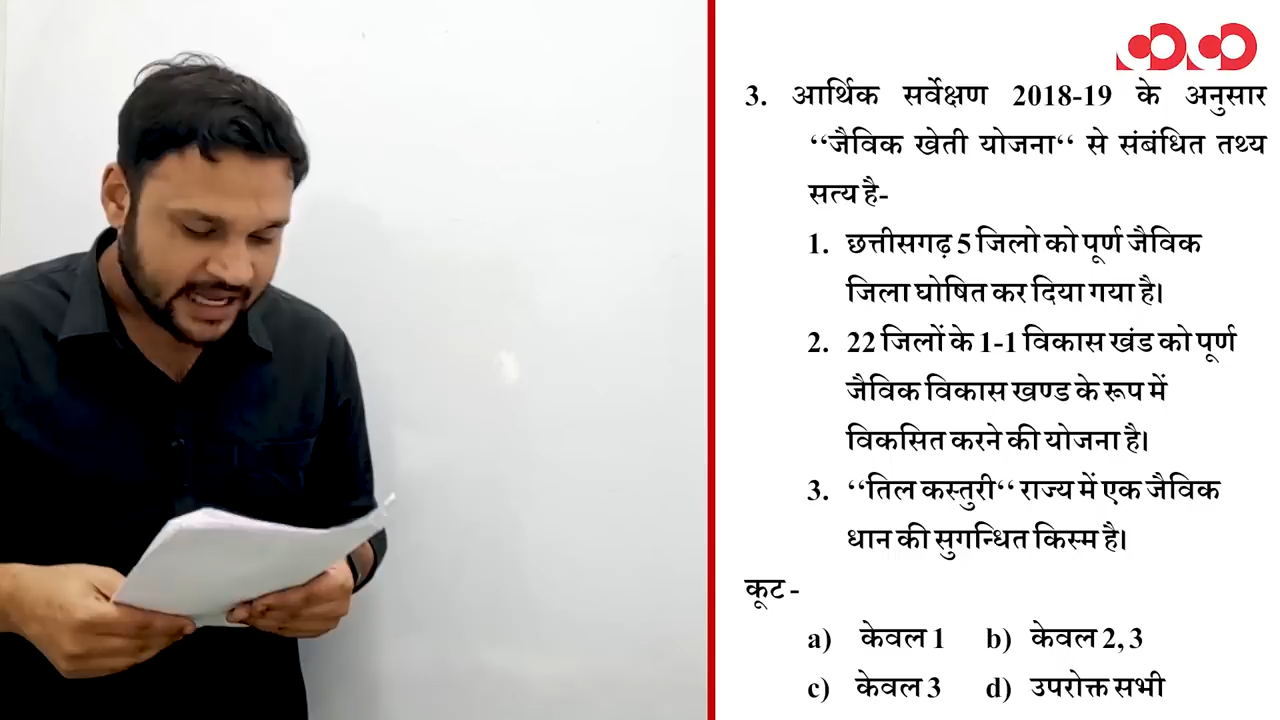 3. आर्थिक सर्वेक्षण 2018-19 के अनुसार
‘‘जैविक खेती योजना‘‘ से संबंधित तथ्य
सत्य है-
1. छत्तीसगढ़ 5 जिलो को पूर्ण जैविक
जिला घोषित कर दिया गया है।
2. 22 जिलों के 1-1 विकास खंड को पूर्ण
जैविक विकास खण्ड के रूप में
विकसित करने की योजना है।
3. ‘‘तिल कस्तुरी‘‘ राज्य में एक जैविक
धान की सुगन्धित किस्म है।
कूट -
a) केवल 1 b) केवल 2, 3
c) केवल 3 d) उपरोक्त सभी